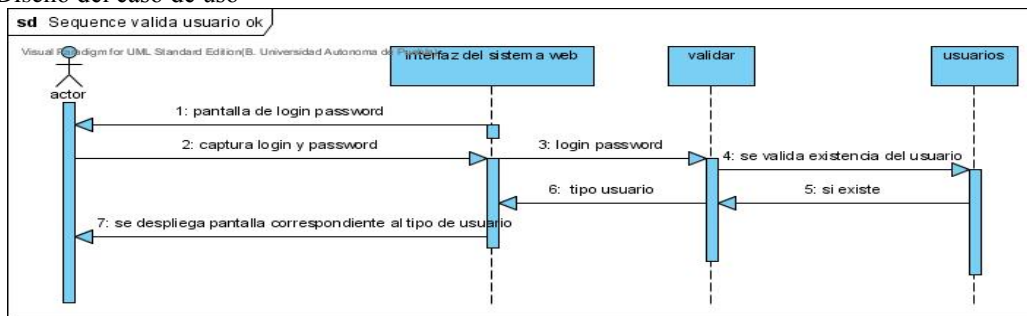 Diseño del caso de uso
sd Sequence valida usuario ok
Visual Paradigm for UML Standard Edition(B. Universidad Autonoma de
interfaz del sistema web
validar
usuarios
actor
1: pantalla de login password
2: captura login y password
3: login password
4: se valida existencia del usuario
6: tipo usuario
5: si existe
7: se despliega pantalla correspondiente al tipo de usuario